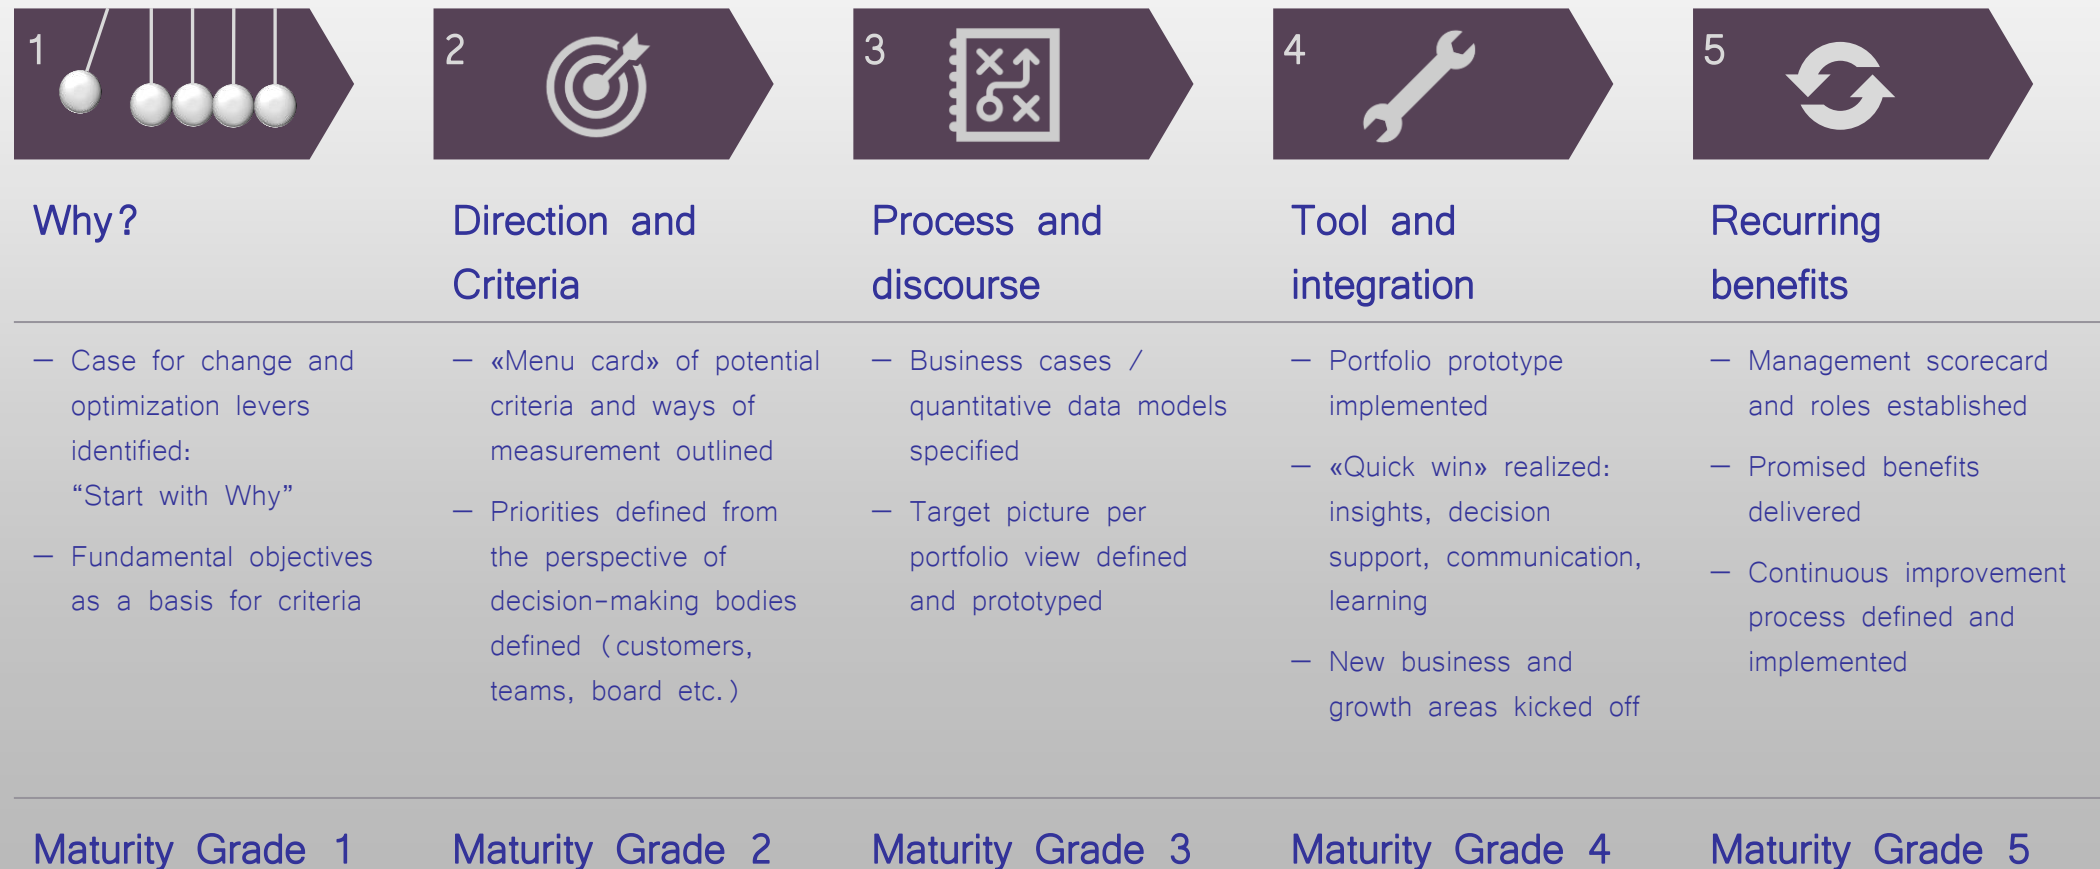 1
2
3
4
5
Why?
Direction and
Criteria
Process and
discourse
Tool and
integration
Recurring
benefits
– Case for change and
optimization levers
identified:
“Start with Why”
– Fundamental objectives
as a basis for criteria
– «Menu card» of potential
criteria and ways of
measurement outlined
– Priorities defined from
the perspective of
decision-making bodies
defined (customers,
teams, board etc.)
– Business cases /
quantitative data models
specified
– Target picture per
portfolio view defined
and prototyped
– Portfolio prototype
implemented
– «Quick win» realized:
insights, decision
support, communication,
learning
– New business and
growth areas kicked off
– Management scorecard
and roles established
– Promised benefits
delivered
– Continuous improvement
process defined and
implemented
Maturity Grade 1
Maturity Grade 2
Maturity Grade 3
Maturity Grade 4
Maturity Grade 5